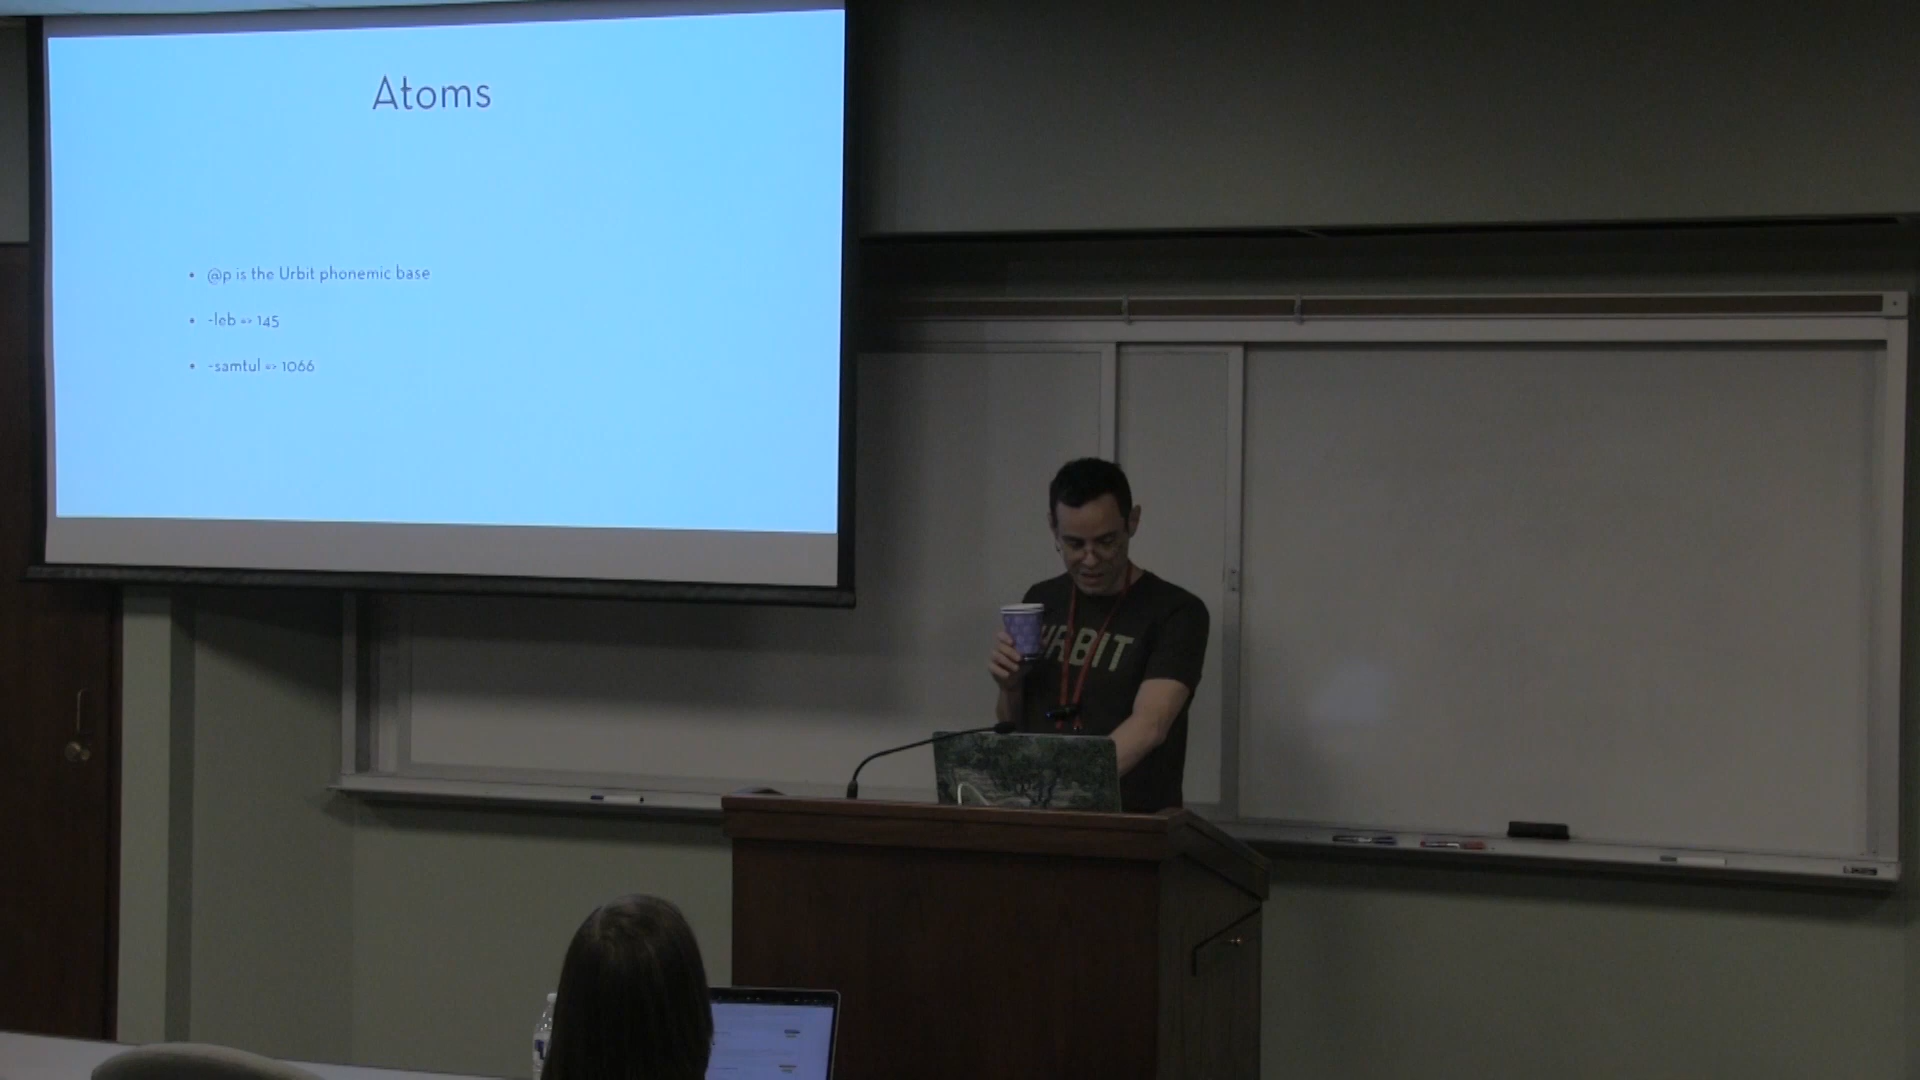 Atoms
• @p is the Urbit phonemic base
• ~leb => 145
• ~samtul => 1066
URBIT